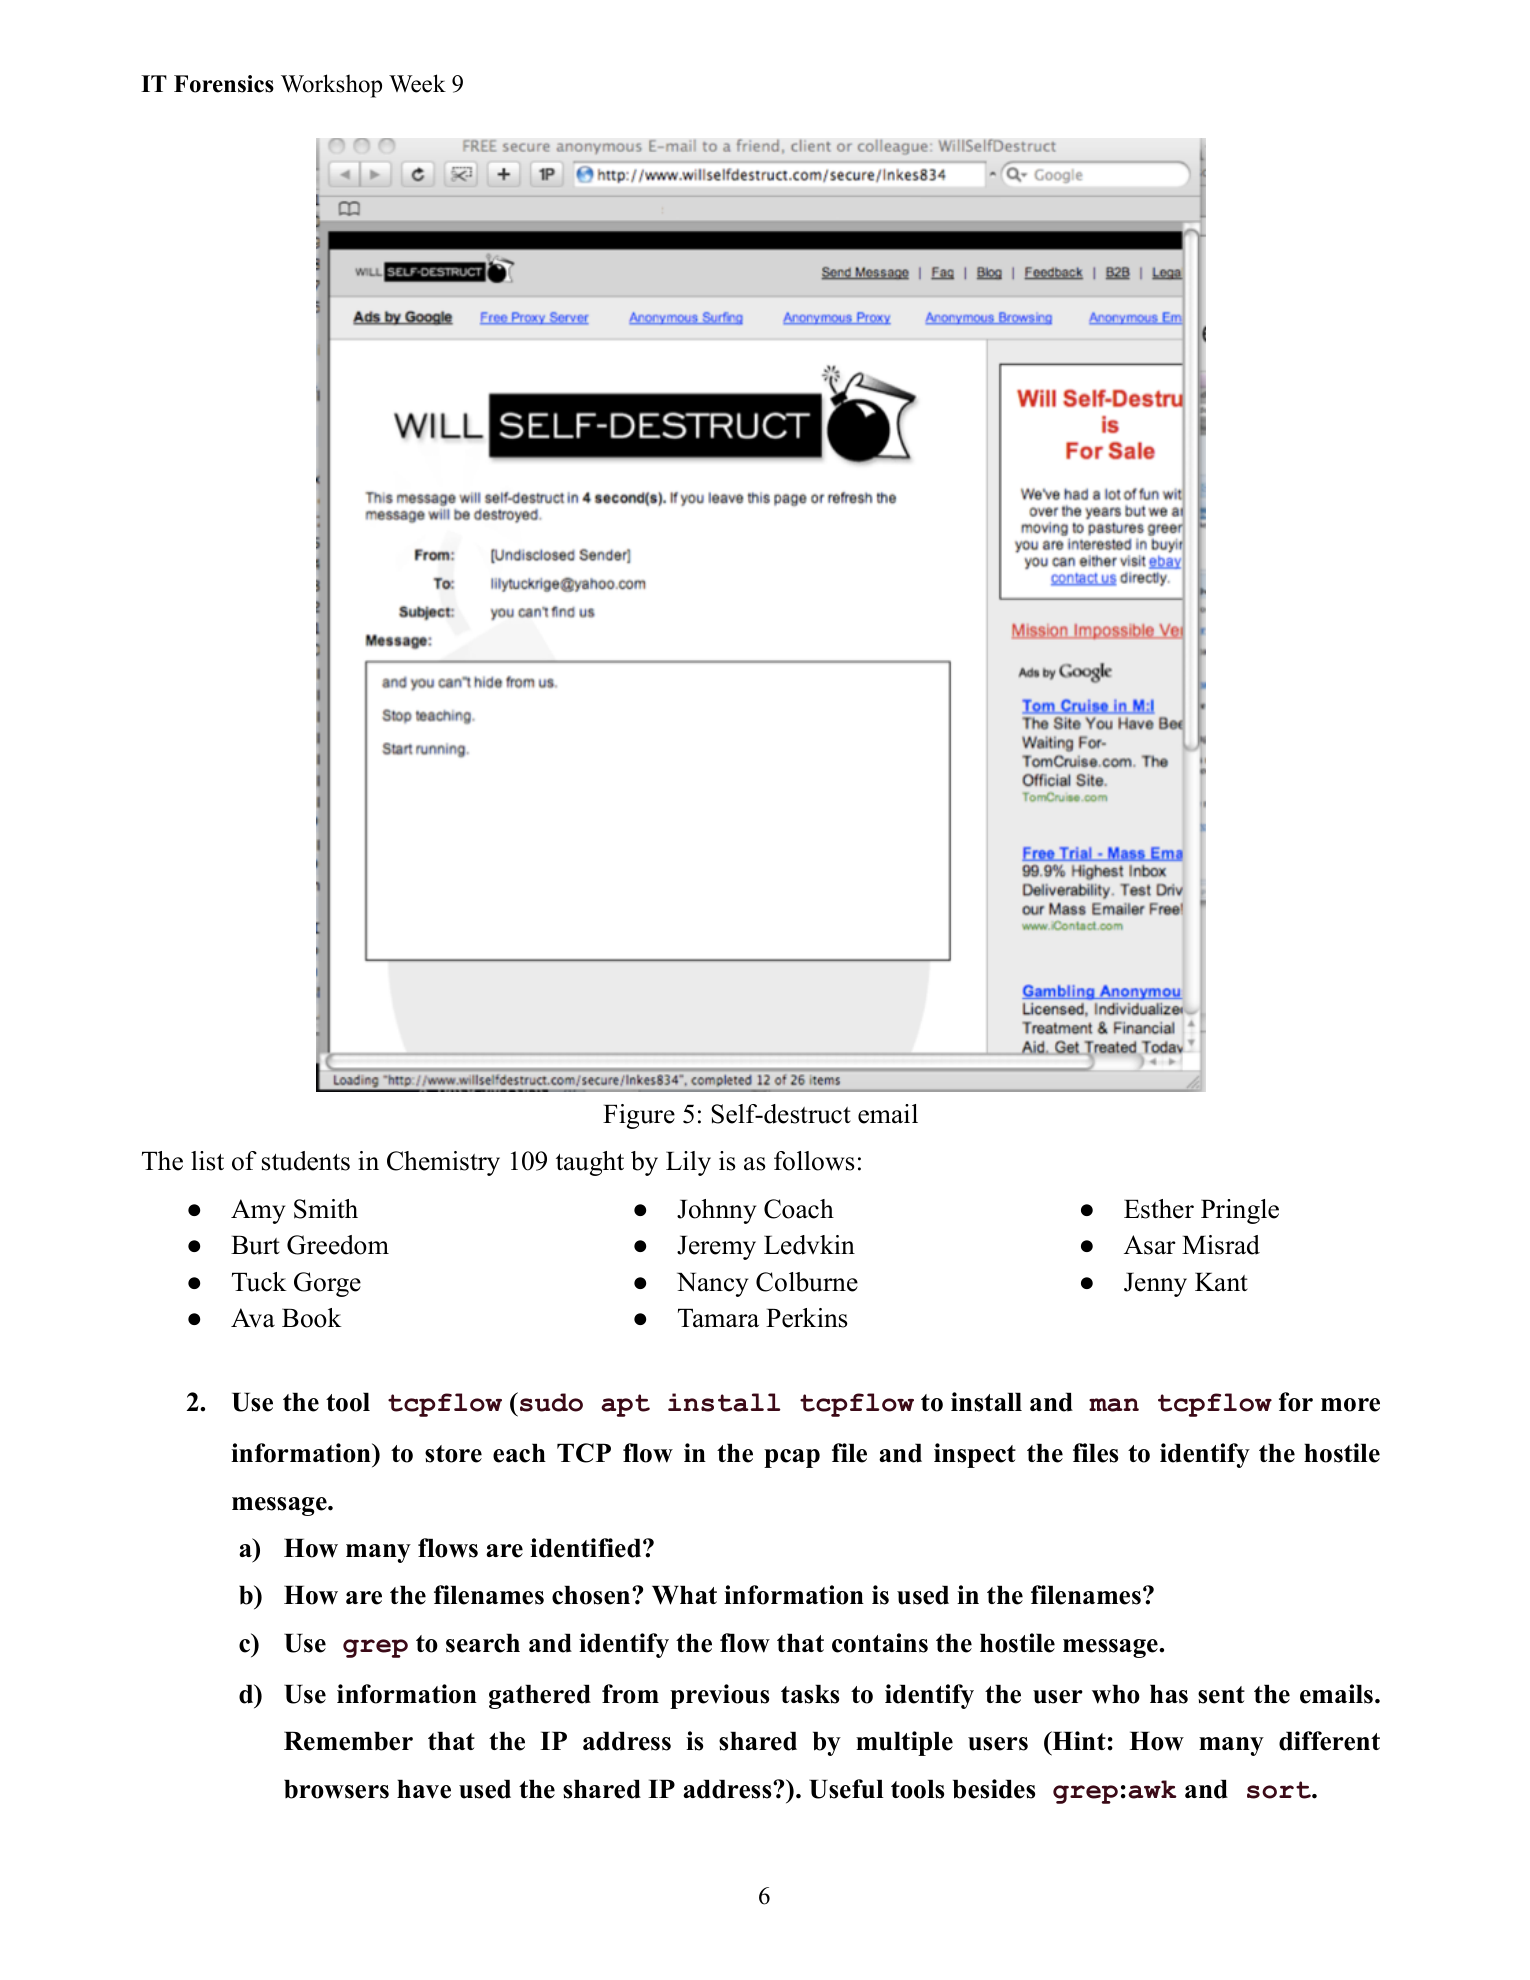 IT Forensics Workshop Week 9
FREE secure anonymous E-mail to a friend, client or colleague: WillSelfDestruct
1P http://www.willselfdestruct.com/secure/lnkes834 Google
WILL SELF-DESTRUCT
Send Message | Faq | Blog | Feedback | B2B | Lega
Ads by Google Free Proxy Server Anonymous Surfing Anonymous Proxy Anonymous Browsing Anonymous Em
WILL SELF-DESTRUCT
This message will self-destruct in 4 second(s). If you leave this page or refresh the
message will be destroyed.
From: [Undisclosed Sender]
To: lilytuckrige@yahoo.com
Subject: you can't find us
Message:
and you can"t hide from us.
Stop teaching.
Start running.
Will Self-Destru
is
For Sale
We've had a lot of fun wit
over the years but we a
moving to pastures green
you are interested in buyin
you can either visit ebay
contact us directly.
Mission Impossible Ve
Ads by Google
Tom Cruise in M:I
The Site You Have Bee
Waiting For-
TomCruise.com. The
Official Site.
TomCruise.com
Free Trial - Mass Ema
99.9% Highest Inbox
Deliverability. Test Driv
our Mass Emailer Free!
www.iContact.com
Gambling Anonymou
Licensed, Individualize
Treatment & Financial
Aid. Get Treated Today
Loading "http://www.willselfdestruct.com/secure/lnkes834", completed 12 of 26 items
Figure 5: Self-destruct email
The list of students in Chemistry 109 taught by Lily is as follows:
● Amy Smith
● Burt Greedom
● Tuck Gorge
● Ava Book
● Johnny Coach
● Jeremy Ledvkin
● Nancy Colburne
● Tamara Perkins
● Esther Pringle
● Asar Misrad
● Jenny Kant
2. Use the tool tcpflow (sudo apt install tcpflow to install and man tcpflow for more
information) to store each TCP flow in the pcap file and inspect the files to identify the hostile
message.
a) How many flows are identified?
b) How are the filenames chosen? What information is used in the filenames?
c) Use grep to search and identify the flow that contains the hostile message.
d) Use information gathered from previous tasks to identify the user who has sent the emails.
Remember that the IP address is shared by multiple users (Hint: How many different
browsers have used the shared IP address?). Useful tools besides grep:awk and sort.
6